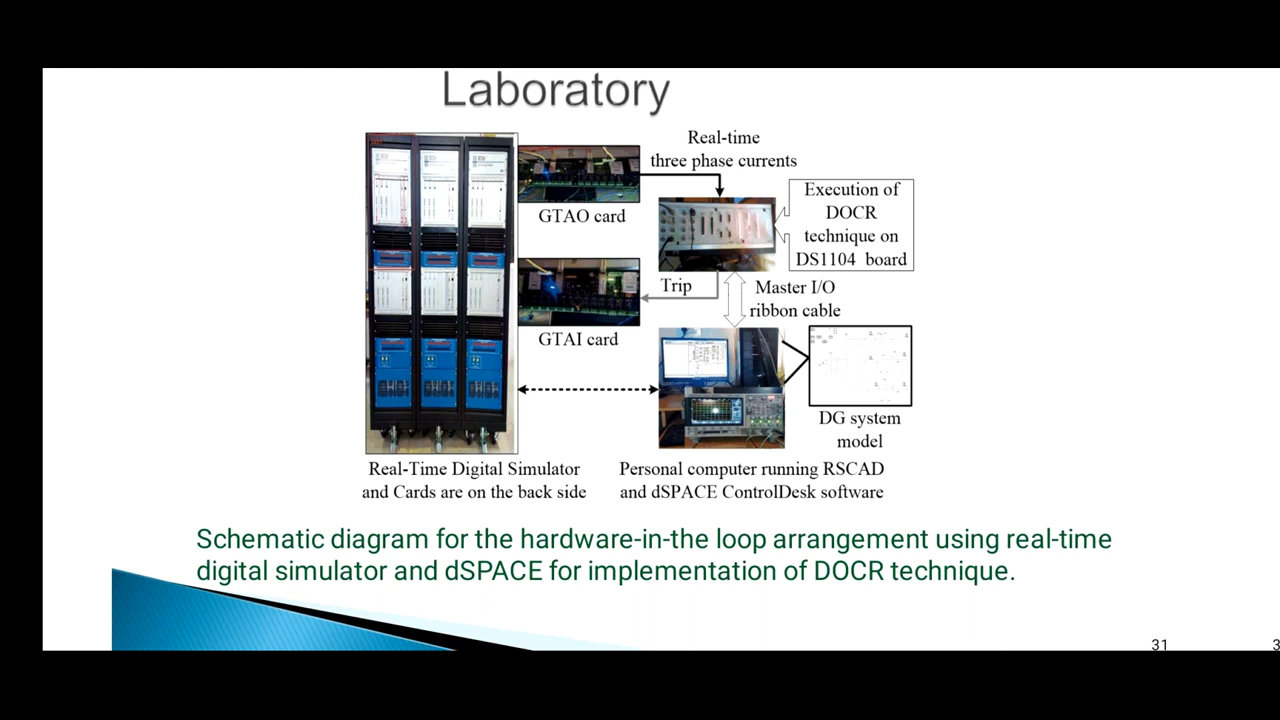 Laboratory
Real-time
three phase currents
GTAO card
Execution of
DOCR
technique on
DS1104 board
Trip
Master I/O
ribbon cable
GTAI card
DG system
model
Real-Time Digital Simulator
and Cards are on the back side
Personal computer running RSCAD
and dSPACE ControlDesk software
Schematic diagram for the hardware-in-the loop arrangement using real-time
digital simulator and dSPACE for implementation of DOCR technique.
31
3